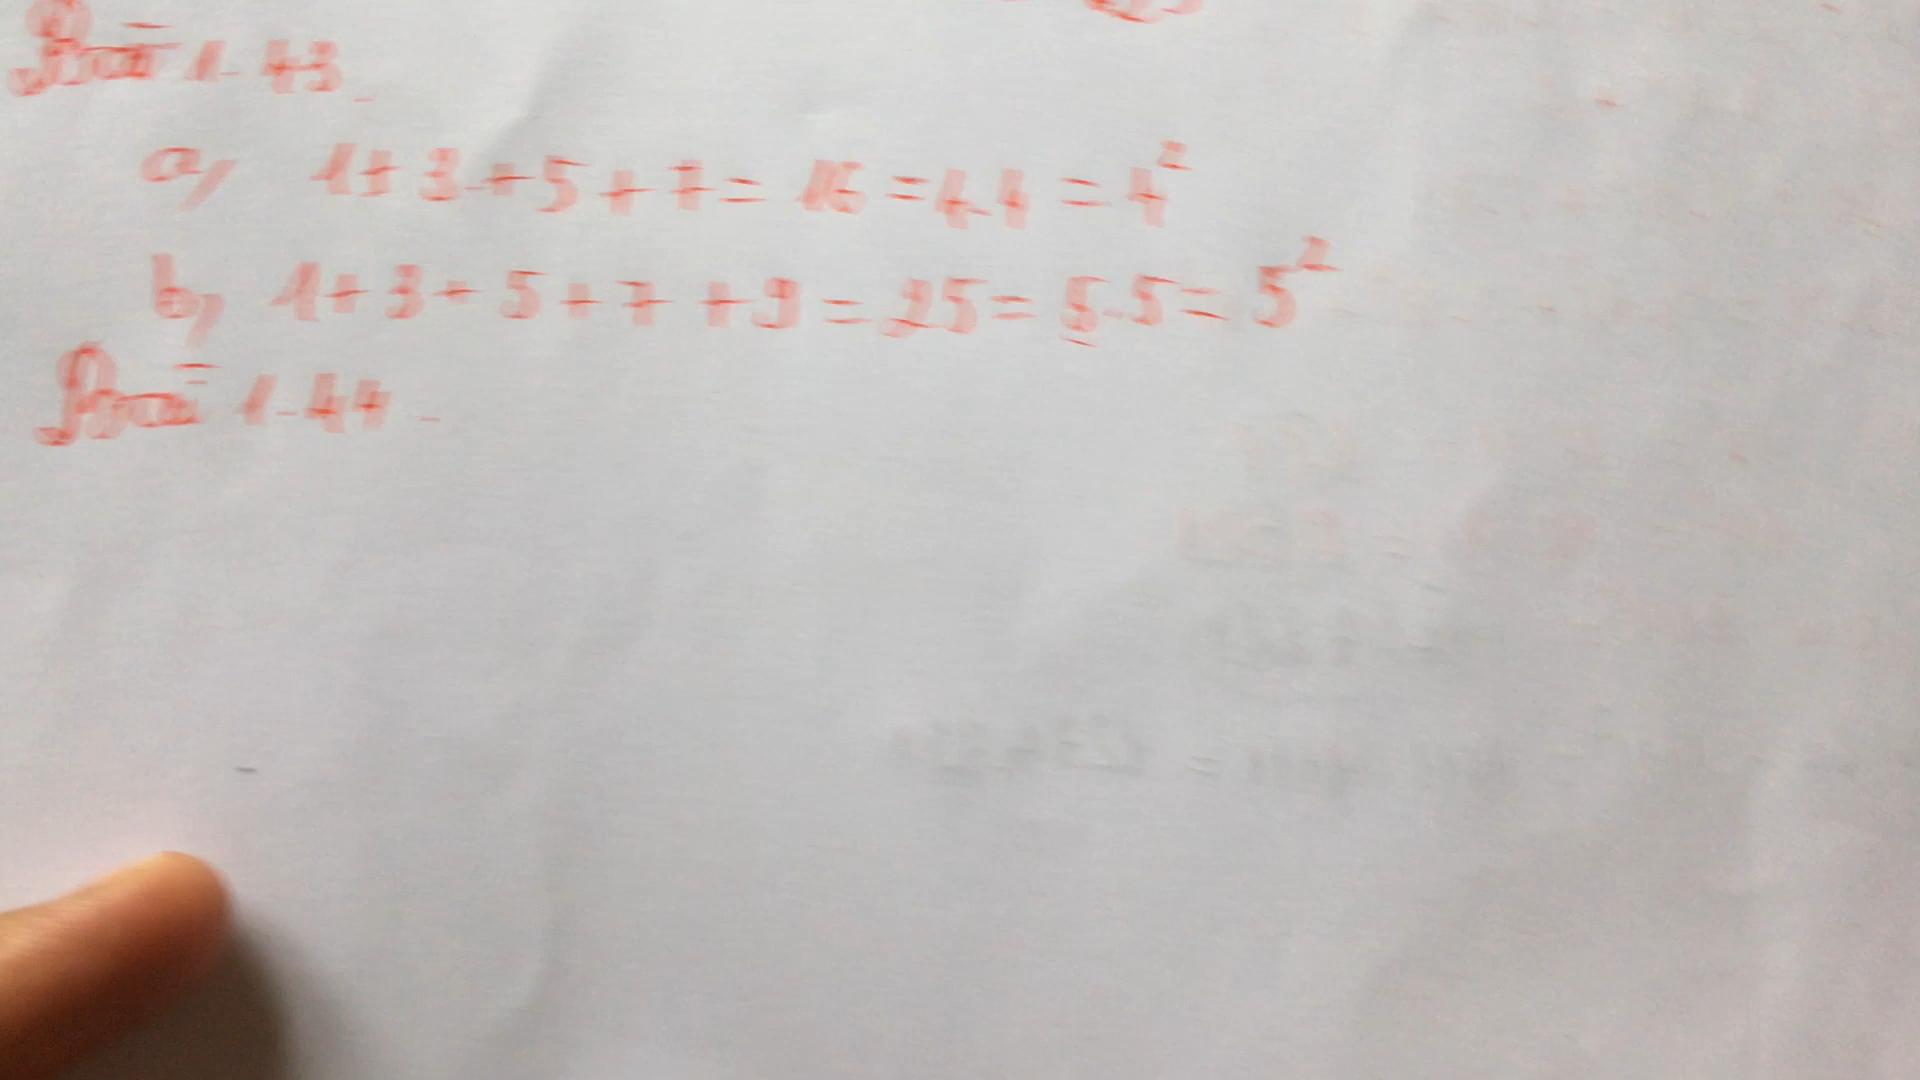 Bài 1.43
a, 1+3+5+7=16=4.4=4²
b, 1+3+5+7+9=25=5.5=5²
Bài 1.44